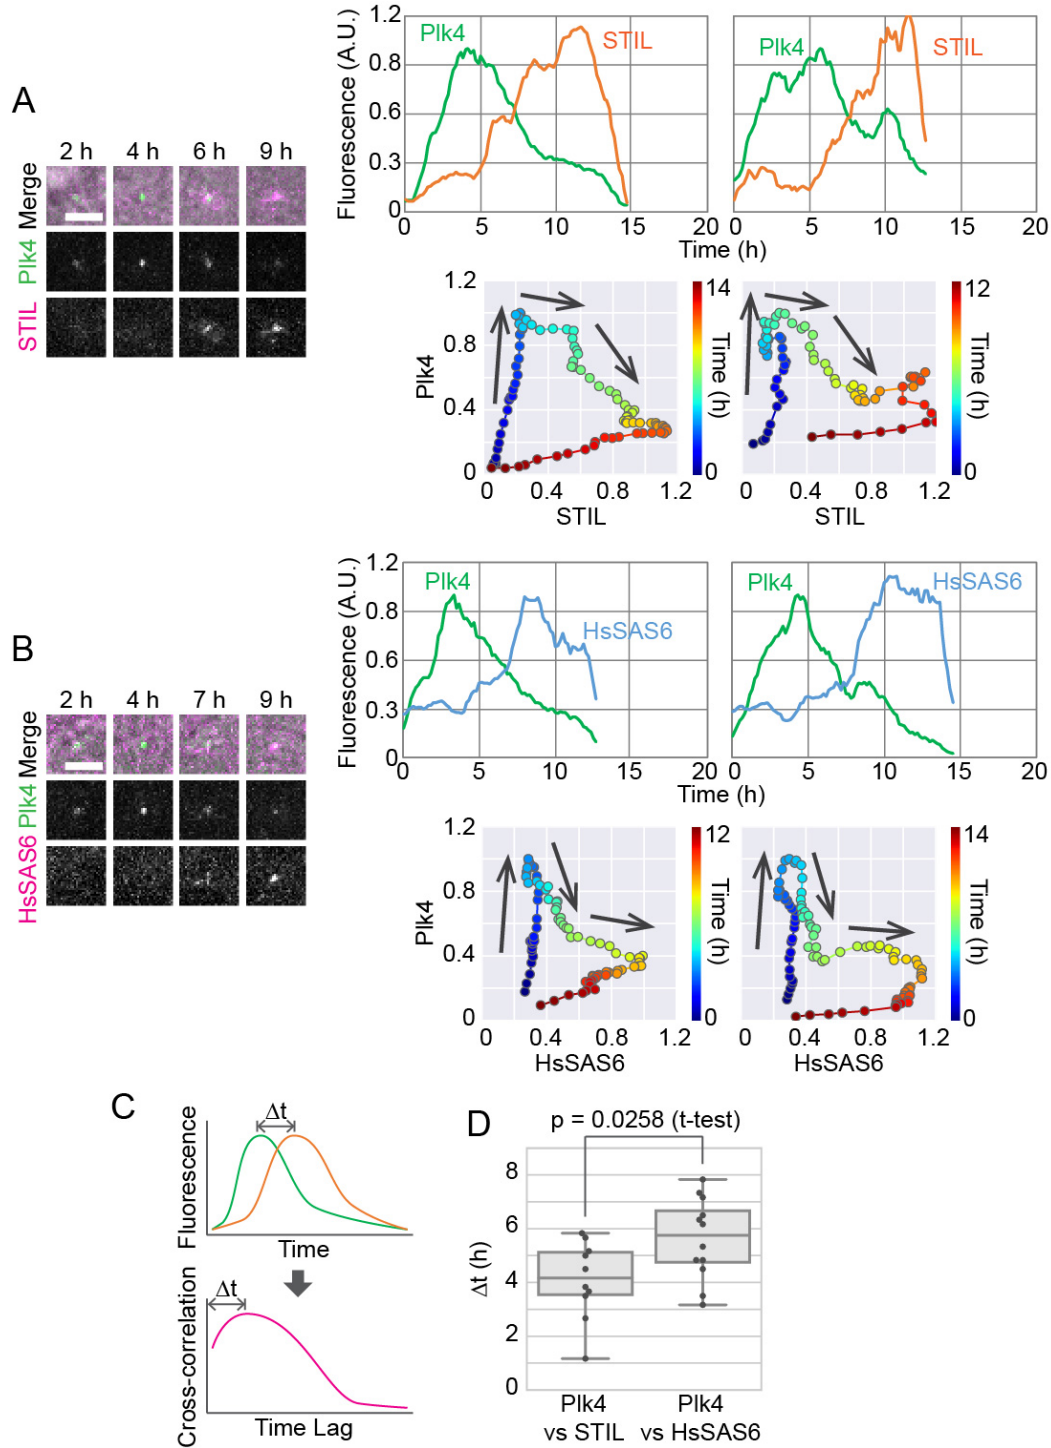 A
2 h 4 h 6 h 9 h
Merge
Plk4
STIL
Fluorescence (A.U.)
1.2
0.8
0.6
0.3
0
Plk4
STIL
0 5 10 15 20
Plk4
STIL
0 5 10 15 20
Time (h)
Plk4
1.2
0.8
0.4
0
0 0.4 0.8 1.2
STIL
14
Time (h)
0
0 0.4 0.8 1.2
STIL
12
Time (h)
0
B
2 h 4 h 7 h 9 h
Merge
Plk4
HsSAS6
Fluorescence (A.U.)
1.2
0.8
0.6
0.3
0
Plk4
HsSAS6
0 5 10 15 20
Plk4
HsSAS6
0 5 10 15 20
Time (h)
Plk4
1.2
0.8
0.4
0
0 0.4 0.8 1.2
HsSAS6
12
Time (h)
0
0 0.4 0.8 1.2
HsSAS6
14
Time (h)
0
C
Δt
Fluorescence
Time
Δt
Cross-correlation
Time Lag
D
p = 0.0258 (t-test)
Δt (h)
8
6
4
2
0
Plk4 Plk4
vs STIL vs HsSAS6